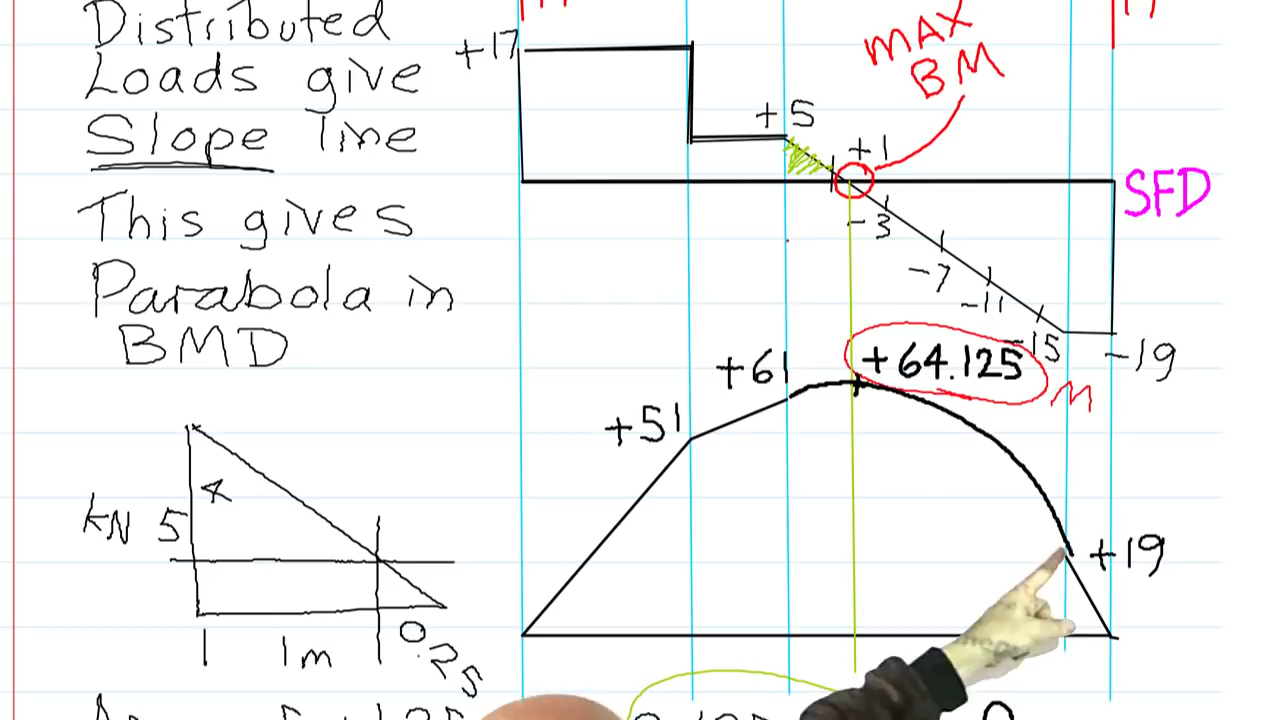 Distributed
Loads give
Slope line
This gives
Parabola in
BMD
+17
MAX
BM
+5
+1
SFD
-3
-7
-11
-15
-19
+64.125
M
+61
+51
+19
kN 5
1
1m
0.25